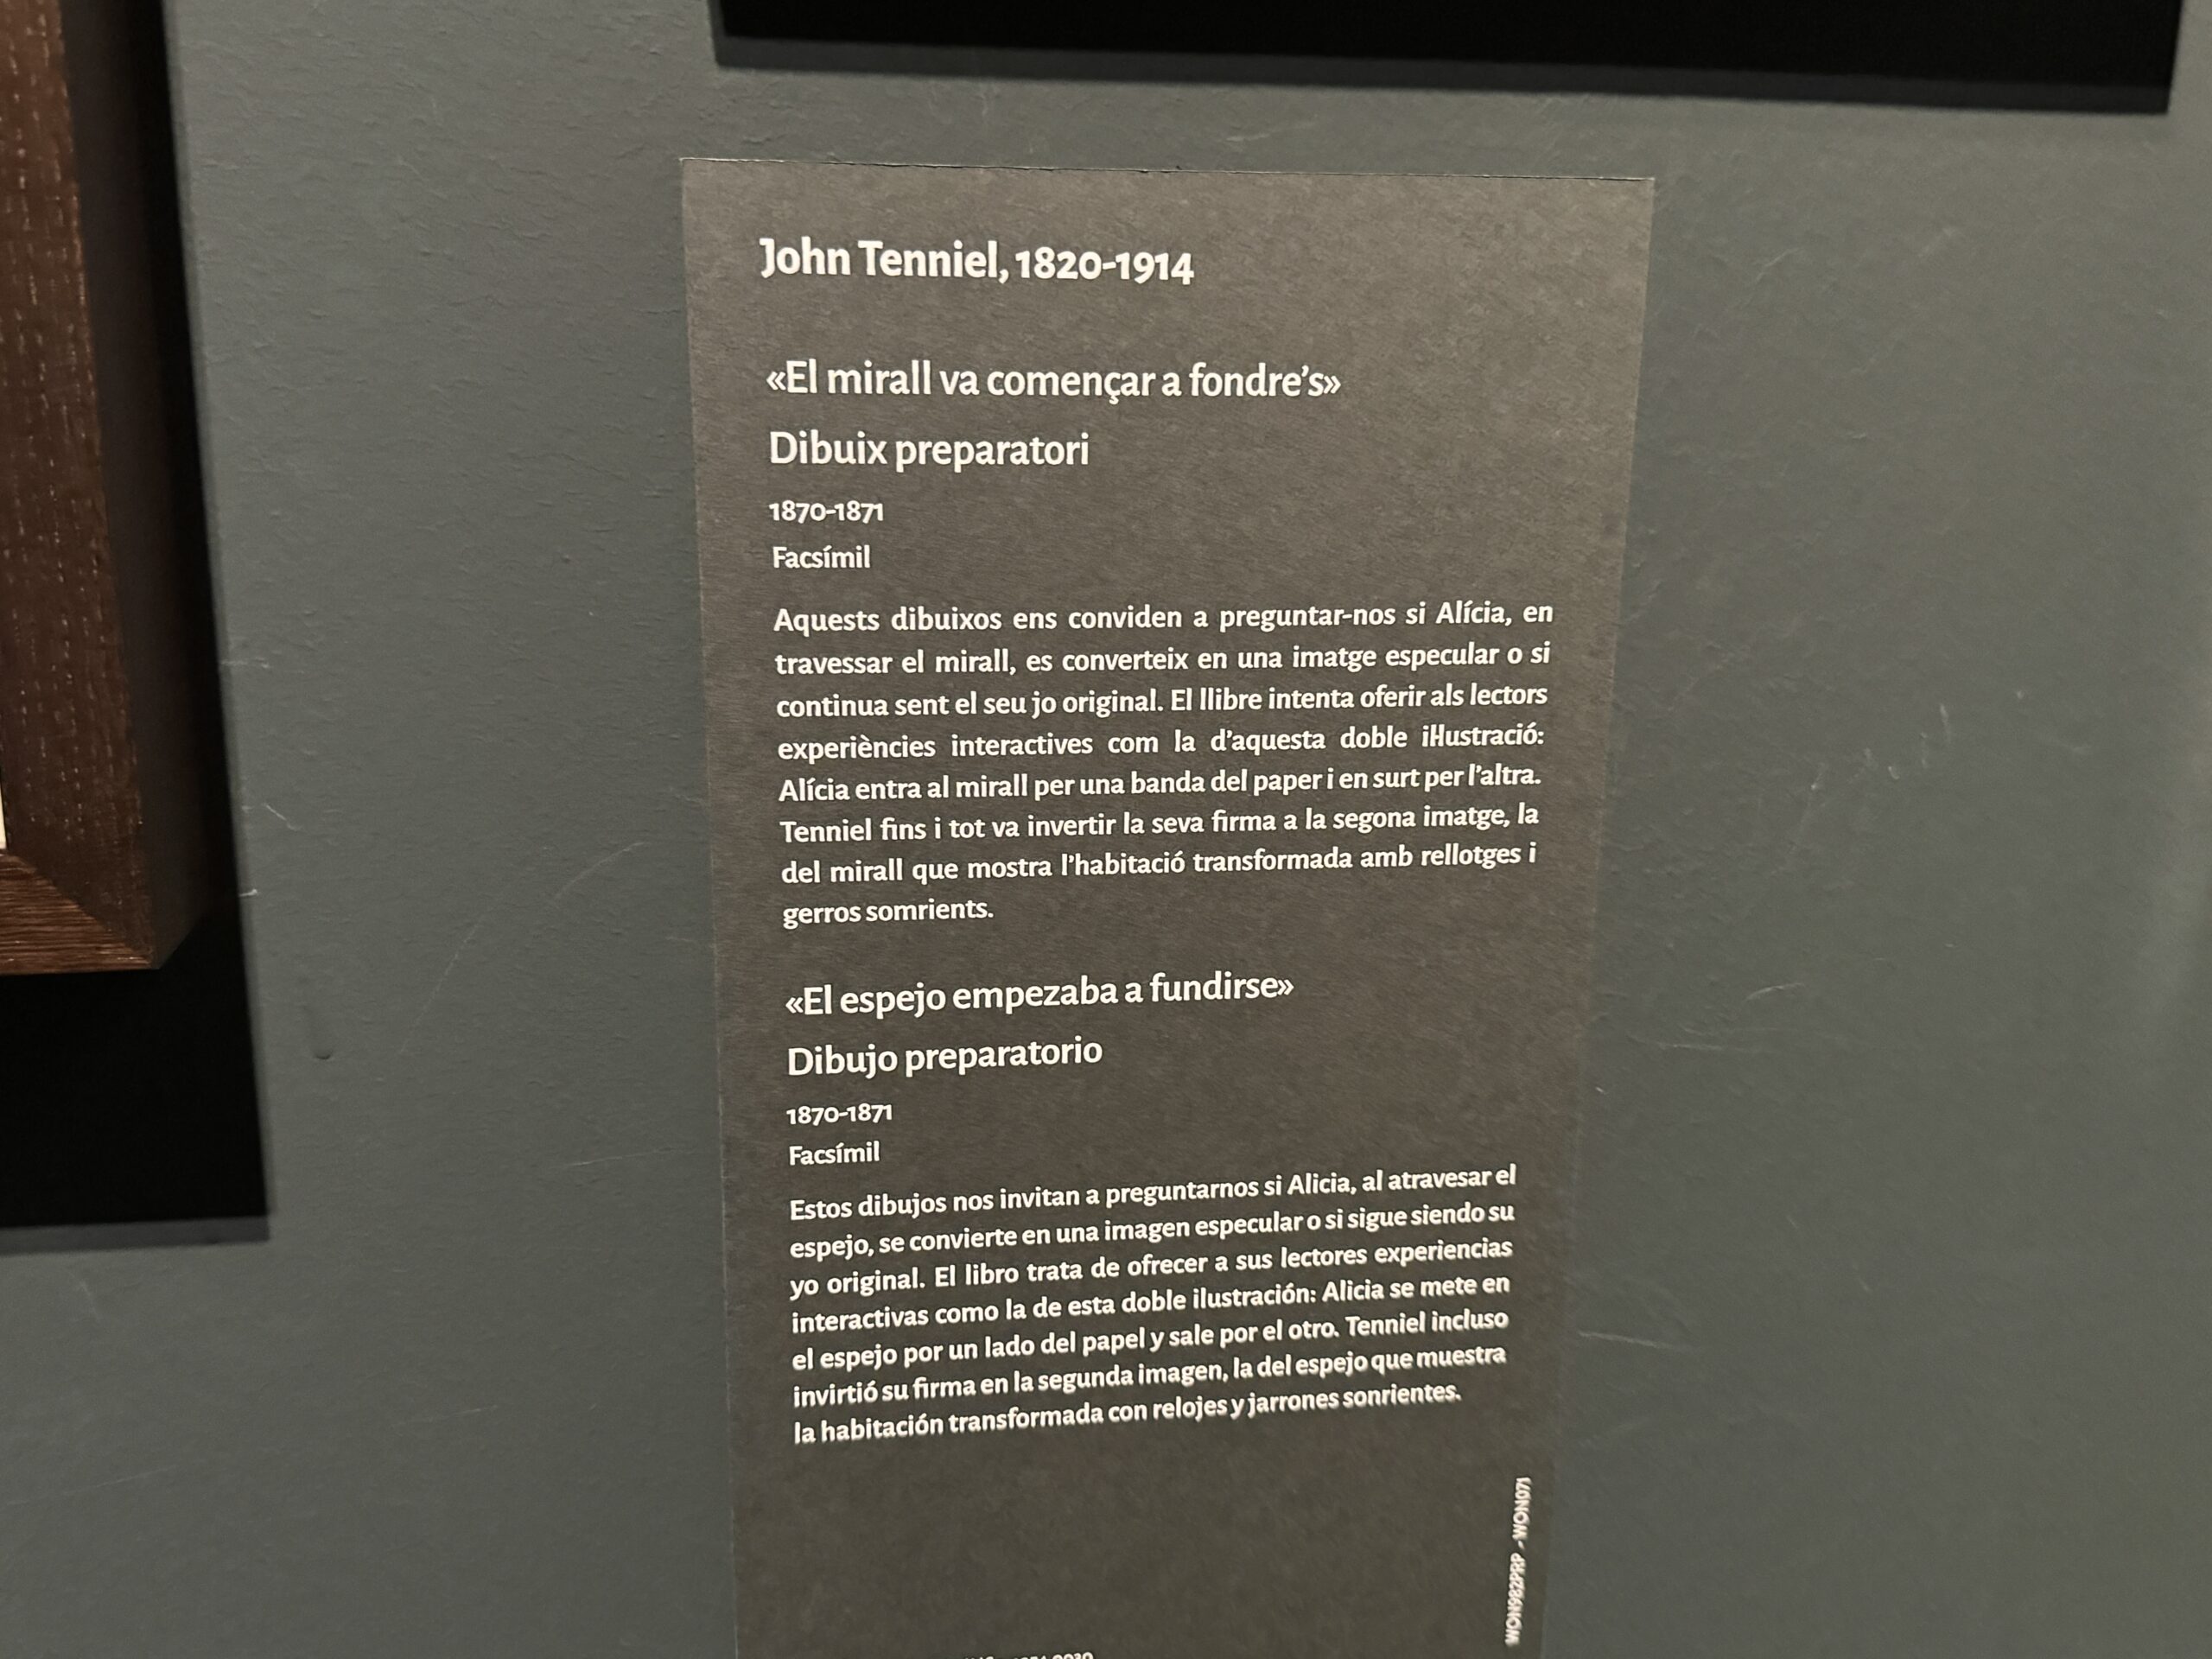 John Tenniel, 1820-1914
«El mirall va començar a fondre's»
Dibuix preparatori
1870-1871
Facsímil
Aquests dibuixos ens conviden a preguntar-nos si Alícia, en
travessar el mirall, es converteix en una imatge especular o si
continua sent el seu jo original. El llibre intenta oferir als lectors
experiències interactives com la d'aquesta doble il·lustració:
Alícia entra al mirall per una banda del paper i en surt per l'altra.
Tenniel fins i tot va invertir la seva firma a la segona imatge, la
del mirall que mostra l'habitació transformada amb rellotges i
gerros somrients.
«El espejo empezaba a fundirse»
Dibujo preparatorio
1870-1871
Facsímil
Estos dibujos nos invitan a preguntarnos si Alicia, al atravesar el
espejo, se convierte en una imagen especular o si sigue siendo su
yo original. El libro trata de ofrecer a sus lectores experiencias
interactivas como la de esta doble ilustración: Alicia se mete en
el espejo por un lado del papel y sale por el otro. Tenniel incluso
invirtió su firma en la segunda imagen, la del espejo que muestra
la habitación transformada con relojes y jarrones sonrientes.
WON982PRP - WON071